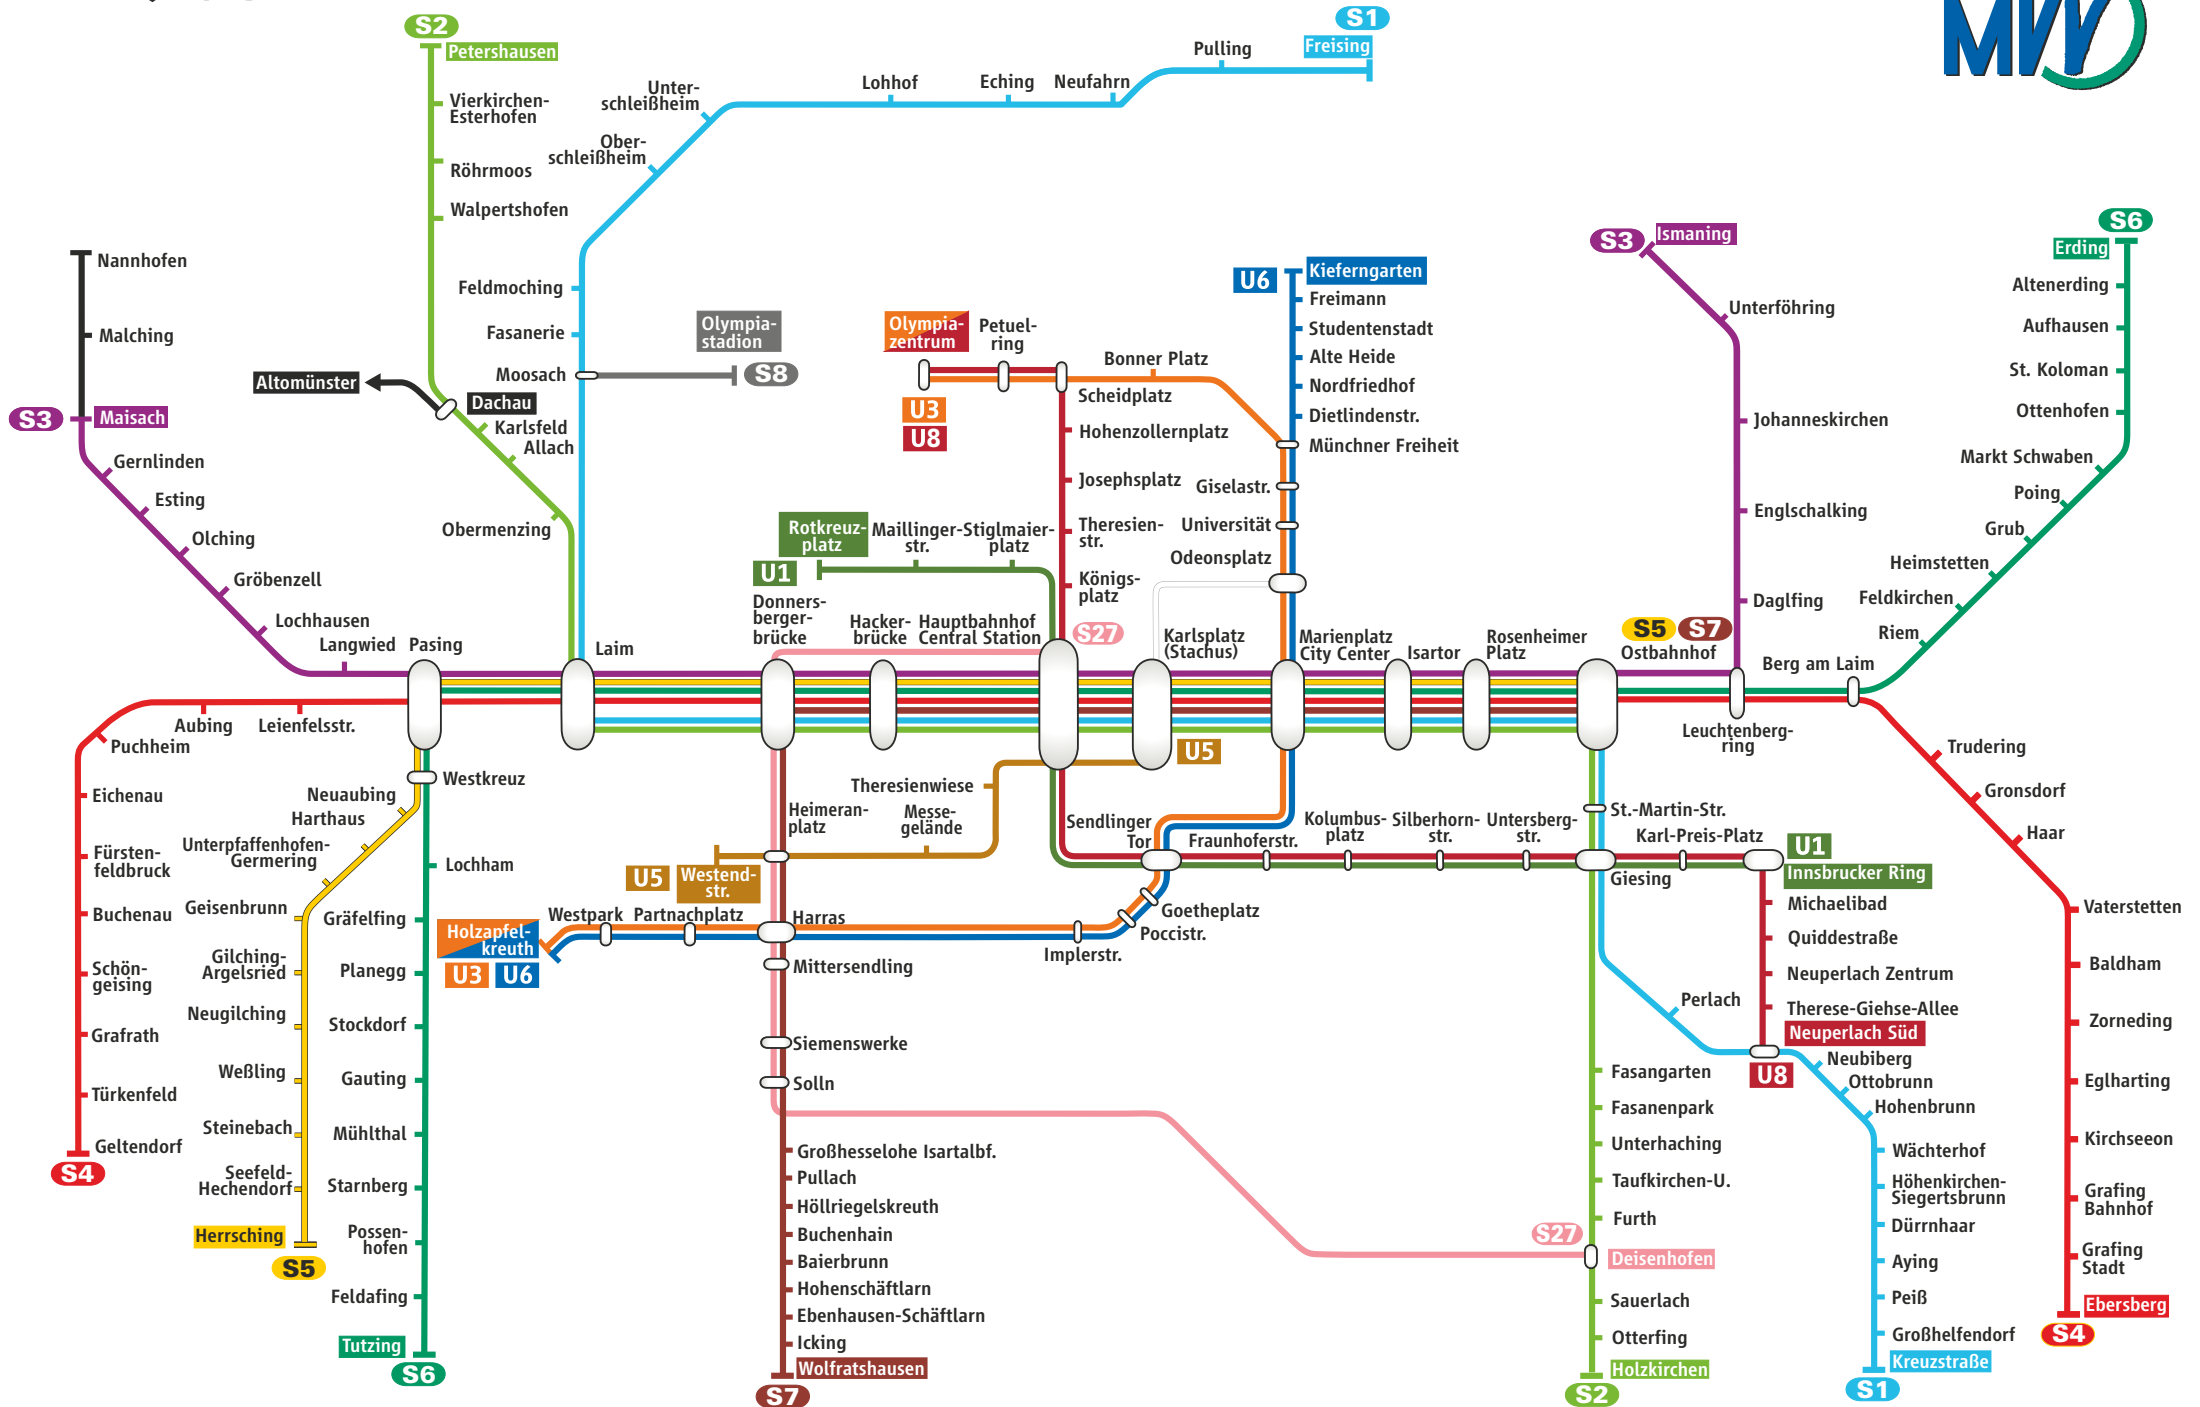 S2
Petershausen
Vierkirchen-
Esterhofen
Röhrmoos
Walpertshofen
S1
Freising
Pulling
Neufahrn
Eching
Lohhof
Unter-
schleißheim
Ober-
schleißheim
MVV
Feldmoching
Fasanerie
Moosach
Olympia-
stadion
S8
Nannhofen
Malching
S3
Maisach
Gernlinden
Esting
Olching
Gröbenzell
Lochhausen
Langwied
Pasing
Altomünster
Dachau
Karlsfeld
Allach
Obermenzing
Laim
Olympia-
zentrum
U3
U8
Petuel-
ring
Scheidplatz
Bonner Platz
Hohenzollernplatz
Josephsplatz
Theresien-
str.
Königs-
platz
U6
Kieferngarten
Freimann
Studentenstadt
Alte Heide
Nordfriedhof
Dietlindenstr.
Münchner Freiheit
Giselastr.
Universität
Odeonsplatz
Rotkreuz-
platz
U1
Maillinger-
str.
Stiglmaier-
platz
Donners-
berger-
brücke
Hacker-
brücke
Hauptbahnhof
Central Station
S27
Karlsplatz
(Stachus)
Marienplatz
City Center
Isartor
Rosenheimer
Platz
S5
S7
Ostbahnhof
S3
Ismaning
Unterföhring
Johanneskirchen
Englschalking
Daglfing
Leuchtenberg-
ring
Berg am Laim
S6
Erding
Altenerding
Aufhausen
St. Koloman
Ottenhofen
Markt Schwaben
Poing
Grub
Heimstetten
Feldkirchen
Riem
Aubing
Leienfelsstr.
Puchheim
Eichenau
Fürsten-
feldbruck
Buchenau
Schön-
geising
Grafrath
Türkenfeld
Geltendorf
S4
Westkreuz
Neuaubing
Harthaus
Unterpfaffenhofen-
Germering
Geisenbrunn
Gilching-
Argelsried
Neugilching
Weßling
Steinebach
Seefeld-
Hechendorf
Herrsching
S5
Lochham
Gräfelfing
Planegg
Stockdorf
Gauting
Mühlthal
Starnberg
Possen-
hofen
Feldafing
Tutzing
S6
U5
Theresienwiese
Messe-
gelände
Heimeran-
platz
U5
Westend-
str.
Holzapfel-
kreuth
U3
U6
Westpark
Partnachplatz
Harras
Mittersendling
Siemenswerke
Solln
Großhesselohe Isartalbf.
Pullach
Höllriegelskreuth
Buchenhain
Baierbrunn
Hohenschäftlarn
Ebenhausen-Schäftlarn
Icking
Wolfratshausen
S7
Implerstr.
Poccistr.
Goetheplatz
Sendlinger
Tor
Fraunhoferstr.
Kolumbus-
platz
Silberhorn-
str.
Untersberg-
str.
St.-Martin-Str.
Giesing
Karl-Preis-Platz
U1
Innsbrucker Ring
Michaelibad
Quiddestraße
Neuperlach Zentrum
Therese-Giehse-Allee
Neuperlach Süd
U8
Perlach
Neubiberg
Ottobrunn
Hohenbrunn
Wächterhof
Höhenkirchen-
Siegertsbrunn
Dürrnhaar
Aying
Peiß
Großhelfendorf
Kreuzstraße
S1
Fasangarten
Fasanenpark
Unterhaching
Taufkirchen-U.
Furth
S27
Deisenhofen
Sauerlach
Otterfing
Holzkirchen
S2
Trudering
Gronsdorf
Haar
Vaterstetten
Baldham
Zorneding
Eglharting
Kirchseeon
Grafing
Bahnhof
Grafing
Stadt
Ebersberg
S4